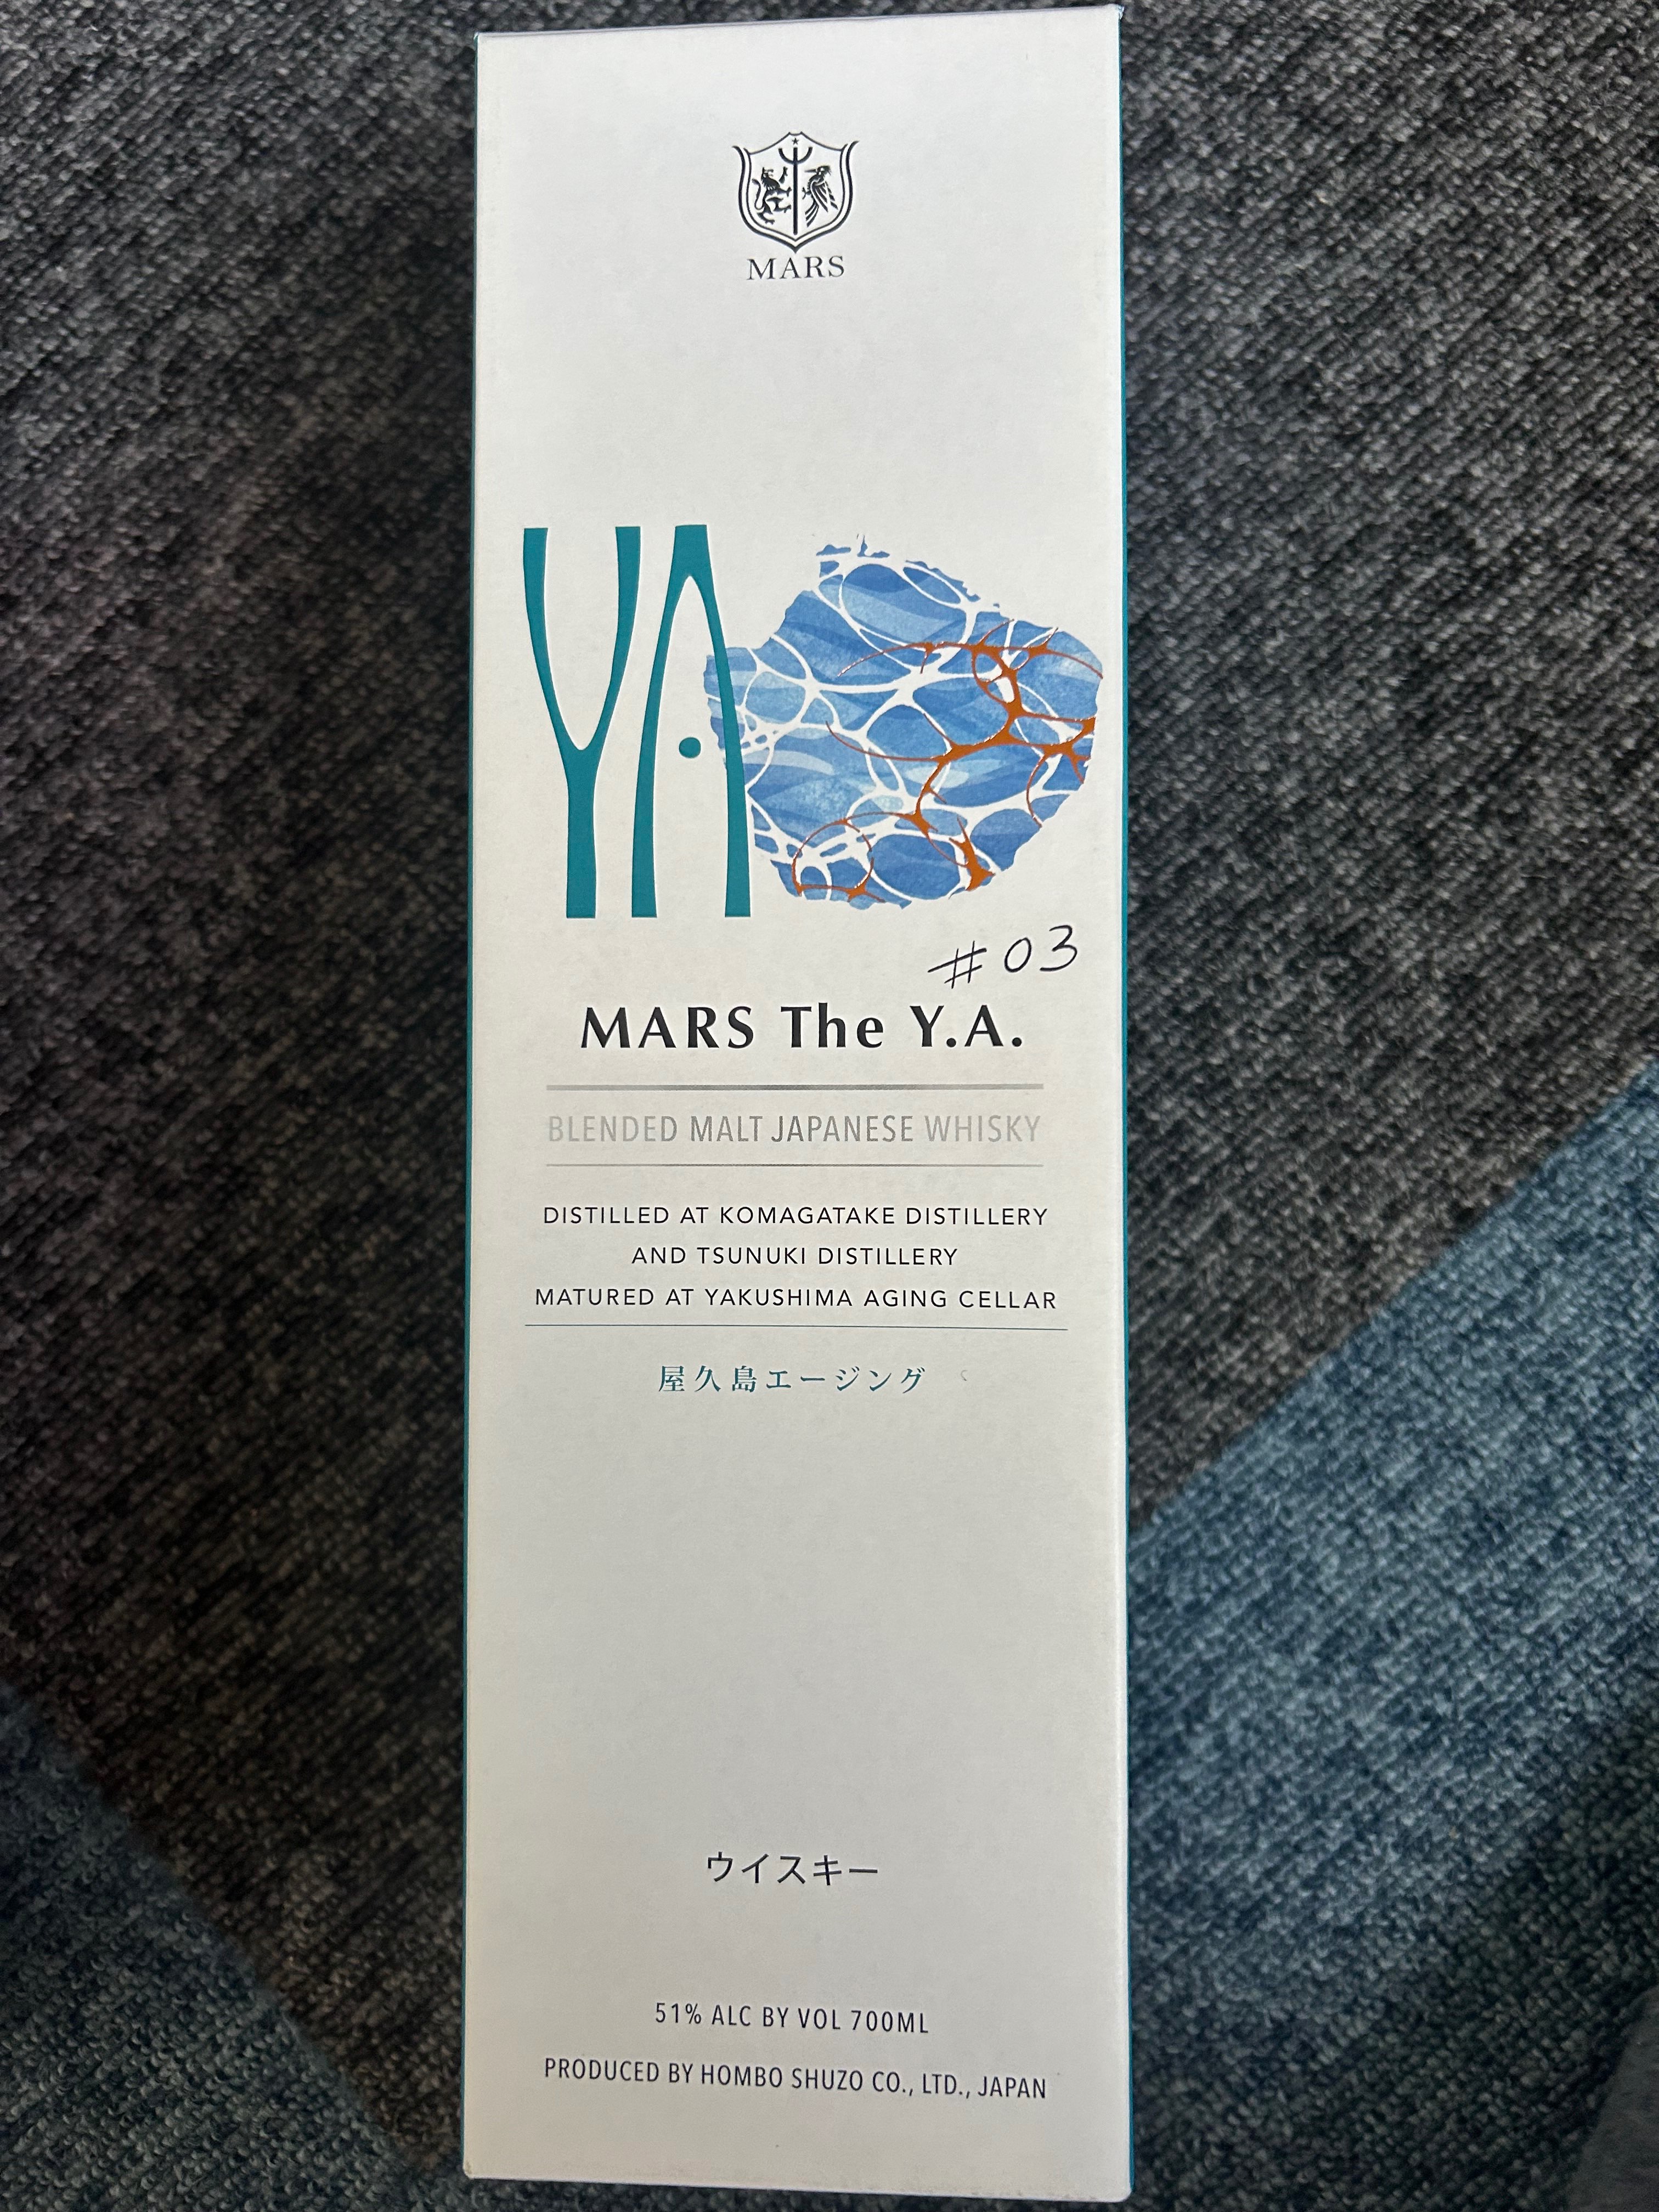 MARS
YA
#03
MARS The Y.A.
BLENDED MALT JAPANESE WHISKY
DISTILLED AT KOMAGATAKE DISTILLERY
AND TSUNUKI DISTILLERY
MATURED AT YAKUSHIMA AGING CELLAR
屋久島エージング
ウイスキー
51% ALC BY VOL 700ML
PRODUCED BY HOMBO SHUZO CO., LTD., JAPAN